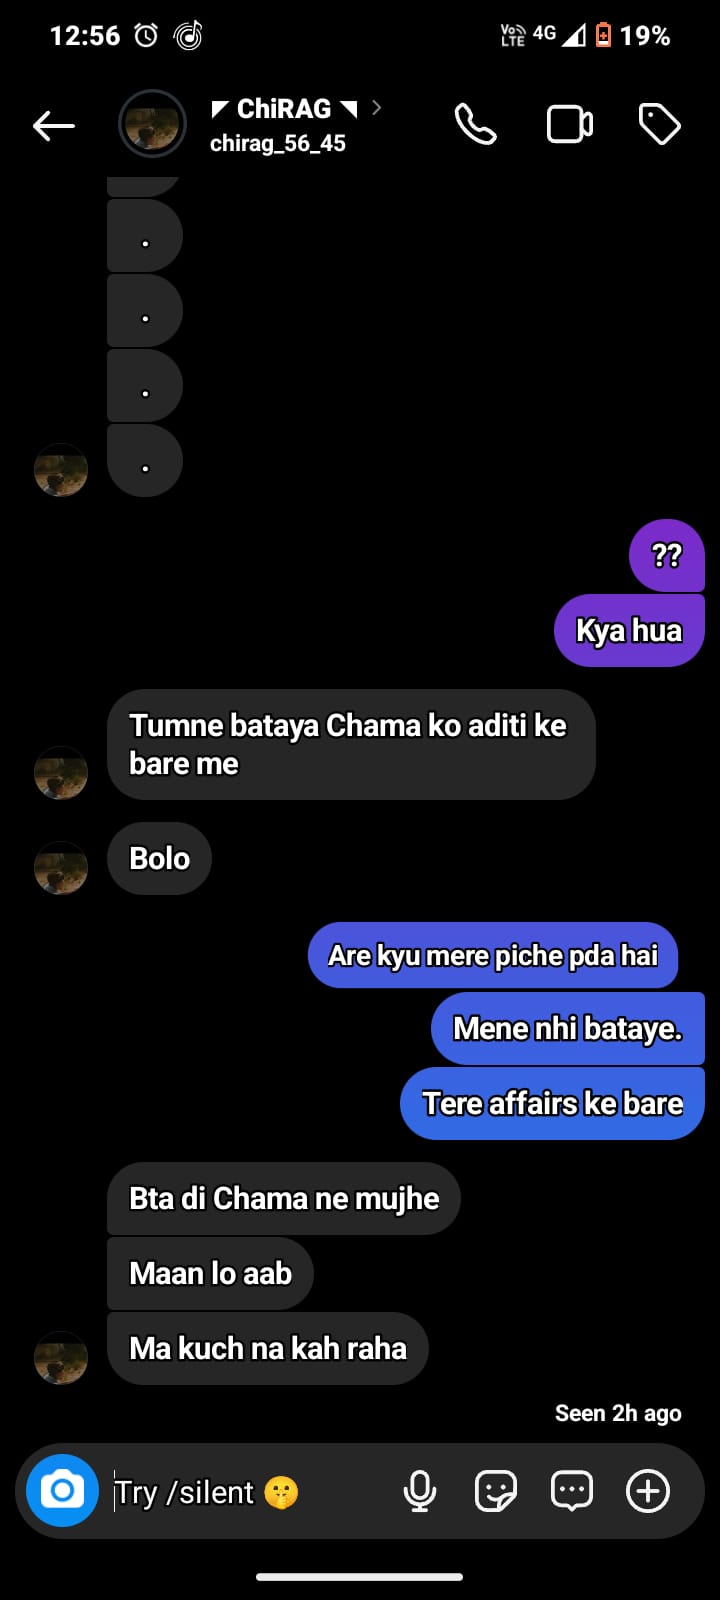 12:56 Vo LTE 4G 19%
ChiRAG
chirag_56_45
.
.
.
.
??
Kya hua
Tumne bataya Chama ko aditi ke
bare me
Bolo
Are kyu mere piche pda hai
Mene nhi bataye.
Tere affairs ke bare
Bta di Chama ne mujhe
Maan lo aab
Ma kuch na kah raha
Seen 2h ago
Try /silent 🤫